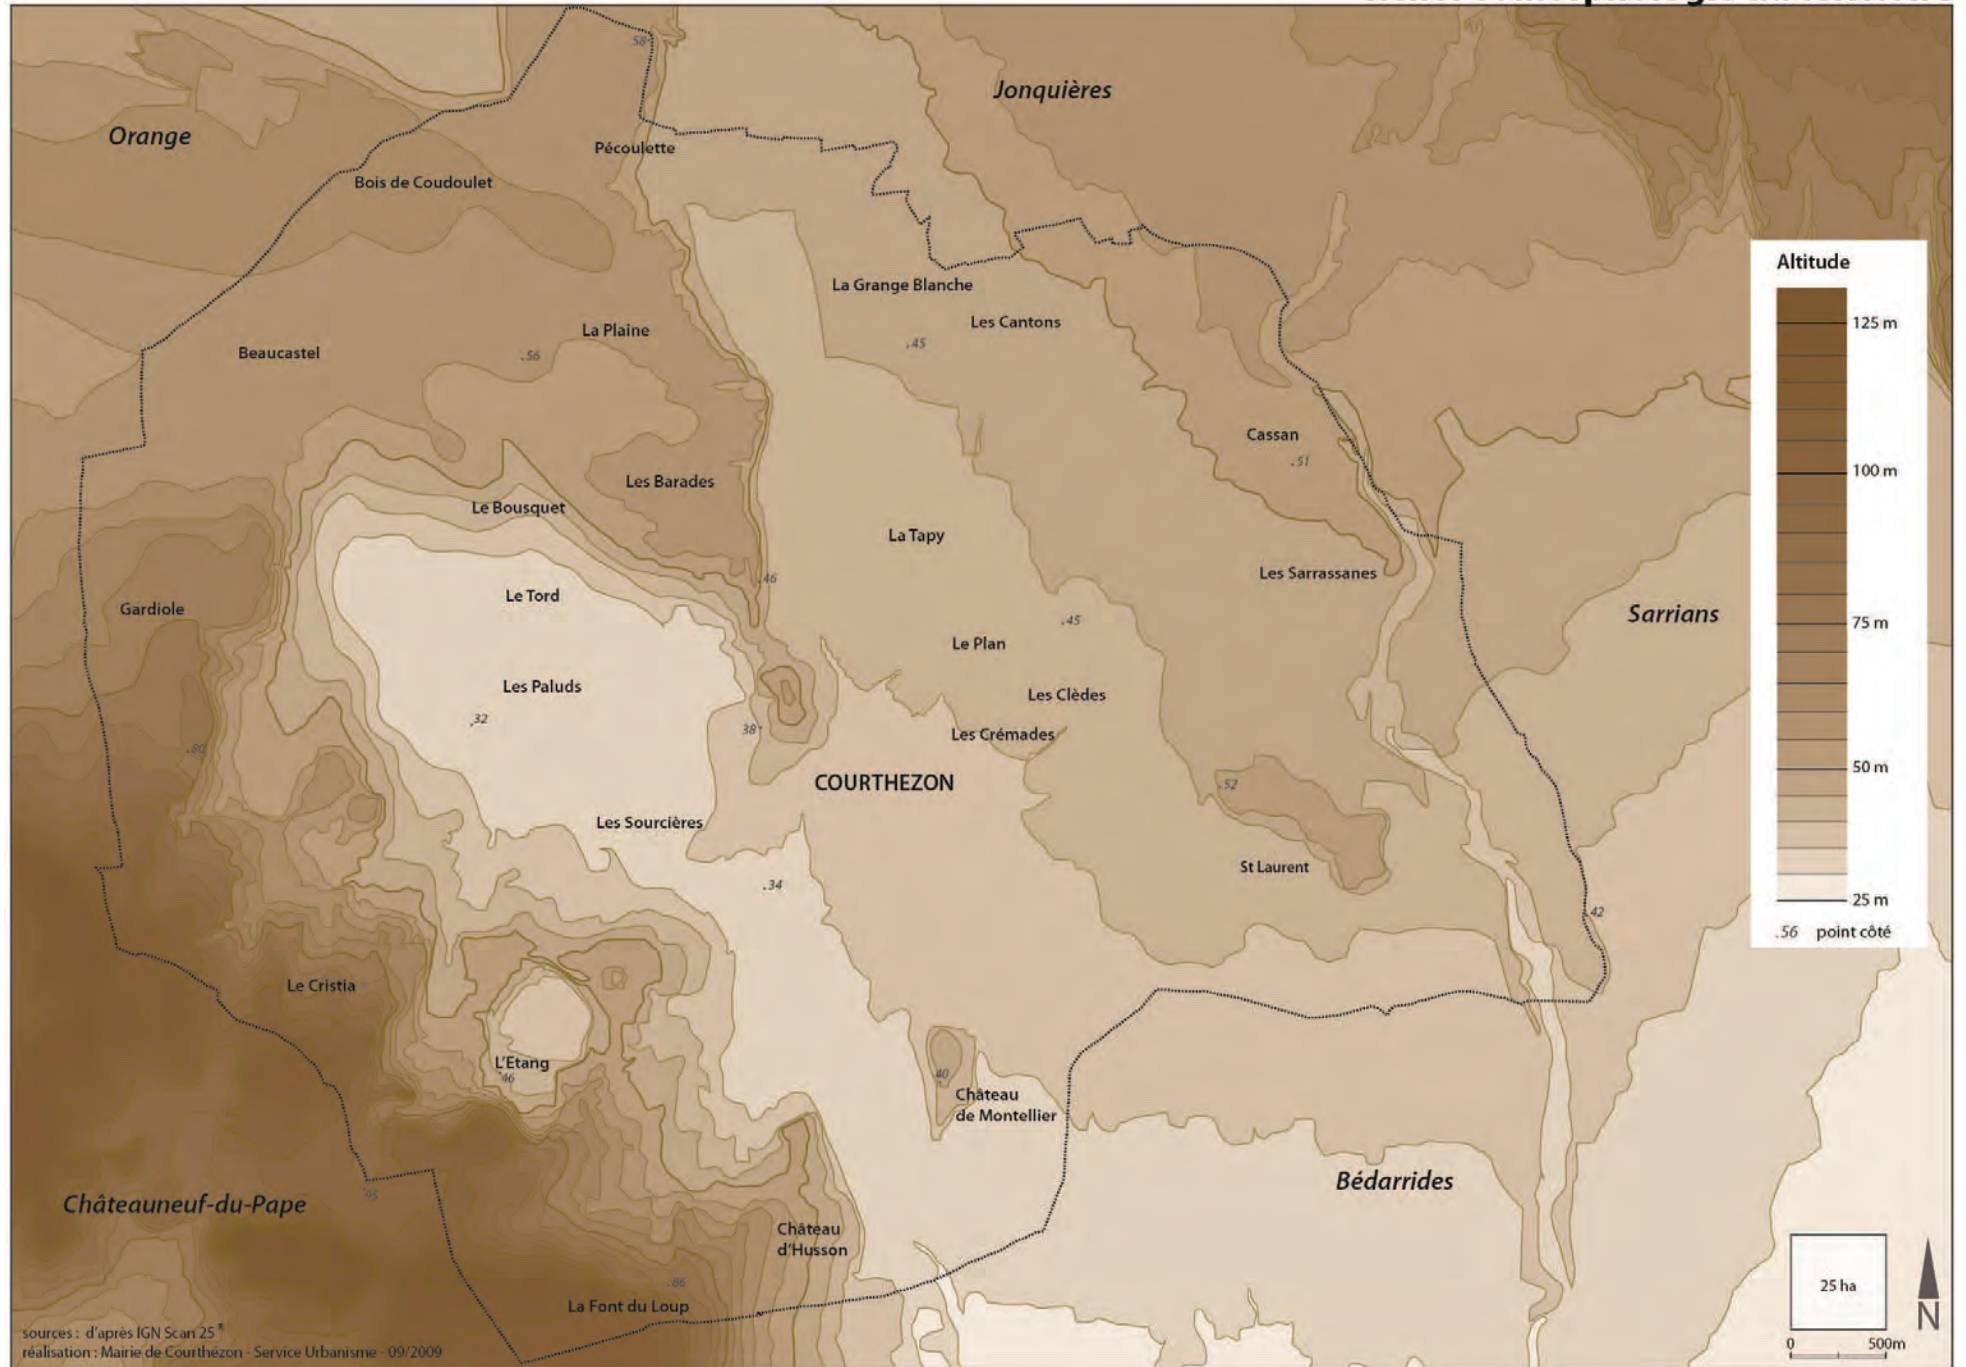 58
Jonquières
Orange
Pécoulette
Bois de Coudoulet
Altitude
La Grange Blanche
Les Cantons
125 m
La Plaine
.45
Beaucastel
.56
Cassan
.51
100 m
Les Barades
Le Bousquet
La Tapy
.46
Les Sarrassanes
Le Tord
Gardiole
.45
Sarrians
75 m
Le Plan
Les Paluds
Les Clèdes
.32
38
Les Crémades
.80
50 m
COURTHEZON
.52
Les Sourcières
St Laurent
.34
25 m
42
.56 point côté
Le Cristia
L'Etang
46
40
Château
de Montellier
Bédarrides
95
Châteauneuf-du-Pape
Château
d'Husson
.86
25 ha
La Font du Loup
N
sources : d'après IGN Scan 25 ®
réalisation : Mairie de Courthézon - Service Urbanisme - 09/2009
0 500m